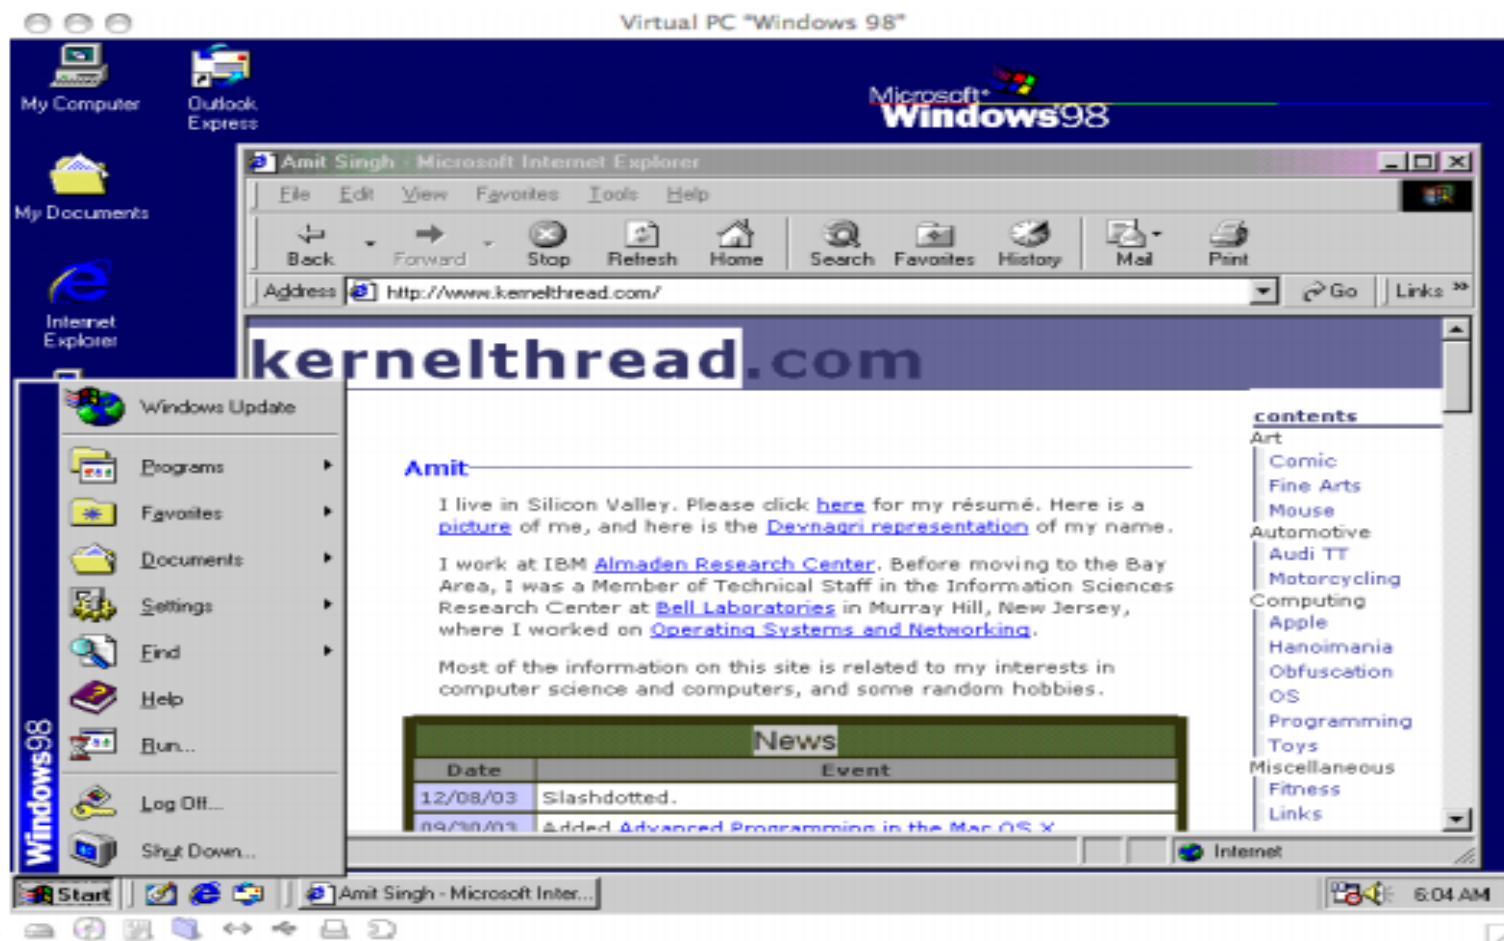 Virtual PC "Windows 98"
My Computer
Outlook
Express
My Documents
Internet
Explorer
Microsoft
Windows98
Amit Singh - Microsoft Internet Explorer
File Edit View Favorites Tools Help
Back Forward Stop Refresh Home Search Favorites History Mail Print
Address http://www.kernelthread.com/ Go Links »
kernelthread.com
Amit
I live in Silicon Valley. Please click here for my résumé. Here is a
picture of me, and here is the Devnagri representation of my name.
I work at IBM Almaden Research Center. Before moving to the Bay
Area, I was a Member of Technical Staff in the Information Sciences
Research Center at Bell Laboratories in Murray Hill, New Jersey,
where I worked on Operating Systems and Networking.
Most of the information on this site is related to my interests in
computer science and computers, and some random hobbies.
News
Date Event
12/08/03 Slashdotted.
09/30/03 Added Advanced Programming in the Mac OS X
contents
Art
Comic
Fine Arts
Mouse
Automotive
Audi TT
Motorcycling
Computing
Apple
Hanoimania
Obfuscation
OS
Programming
Toys
Miscellaneous
Fitness
Links
Internet
Windows98
Windows Update
Programs
Favorites
Documents
Settings
Find
Help
Run...
Log Off...
Shut Down...
Start Amit Singh - Microsoft Inter... 6:04 AM